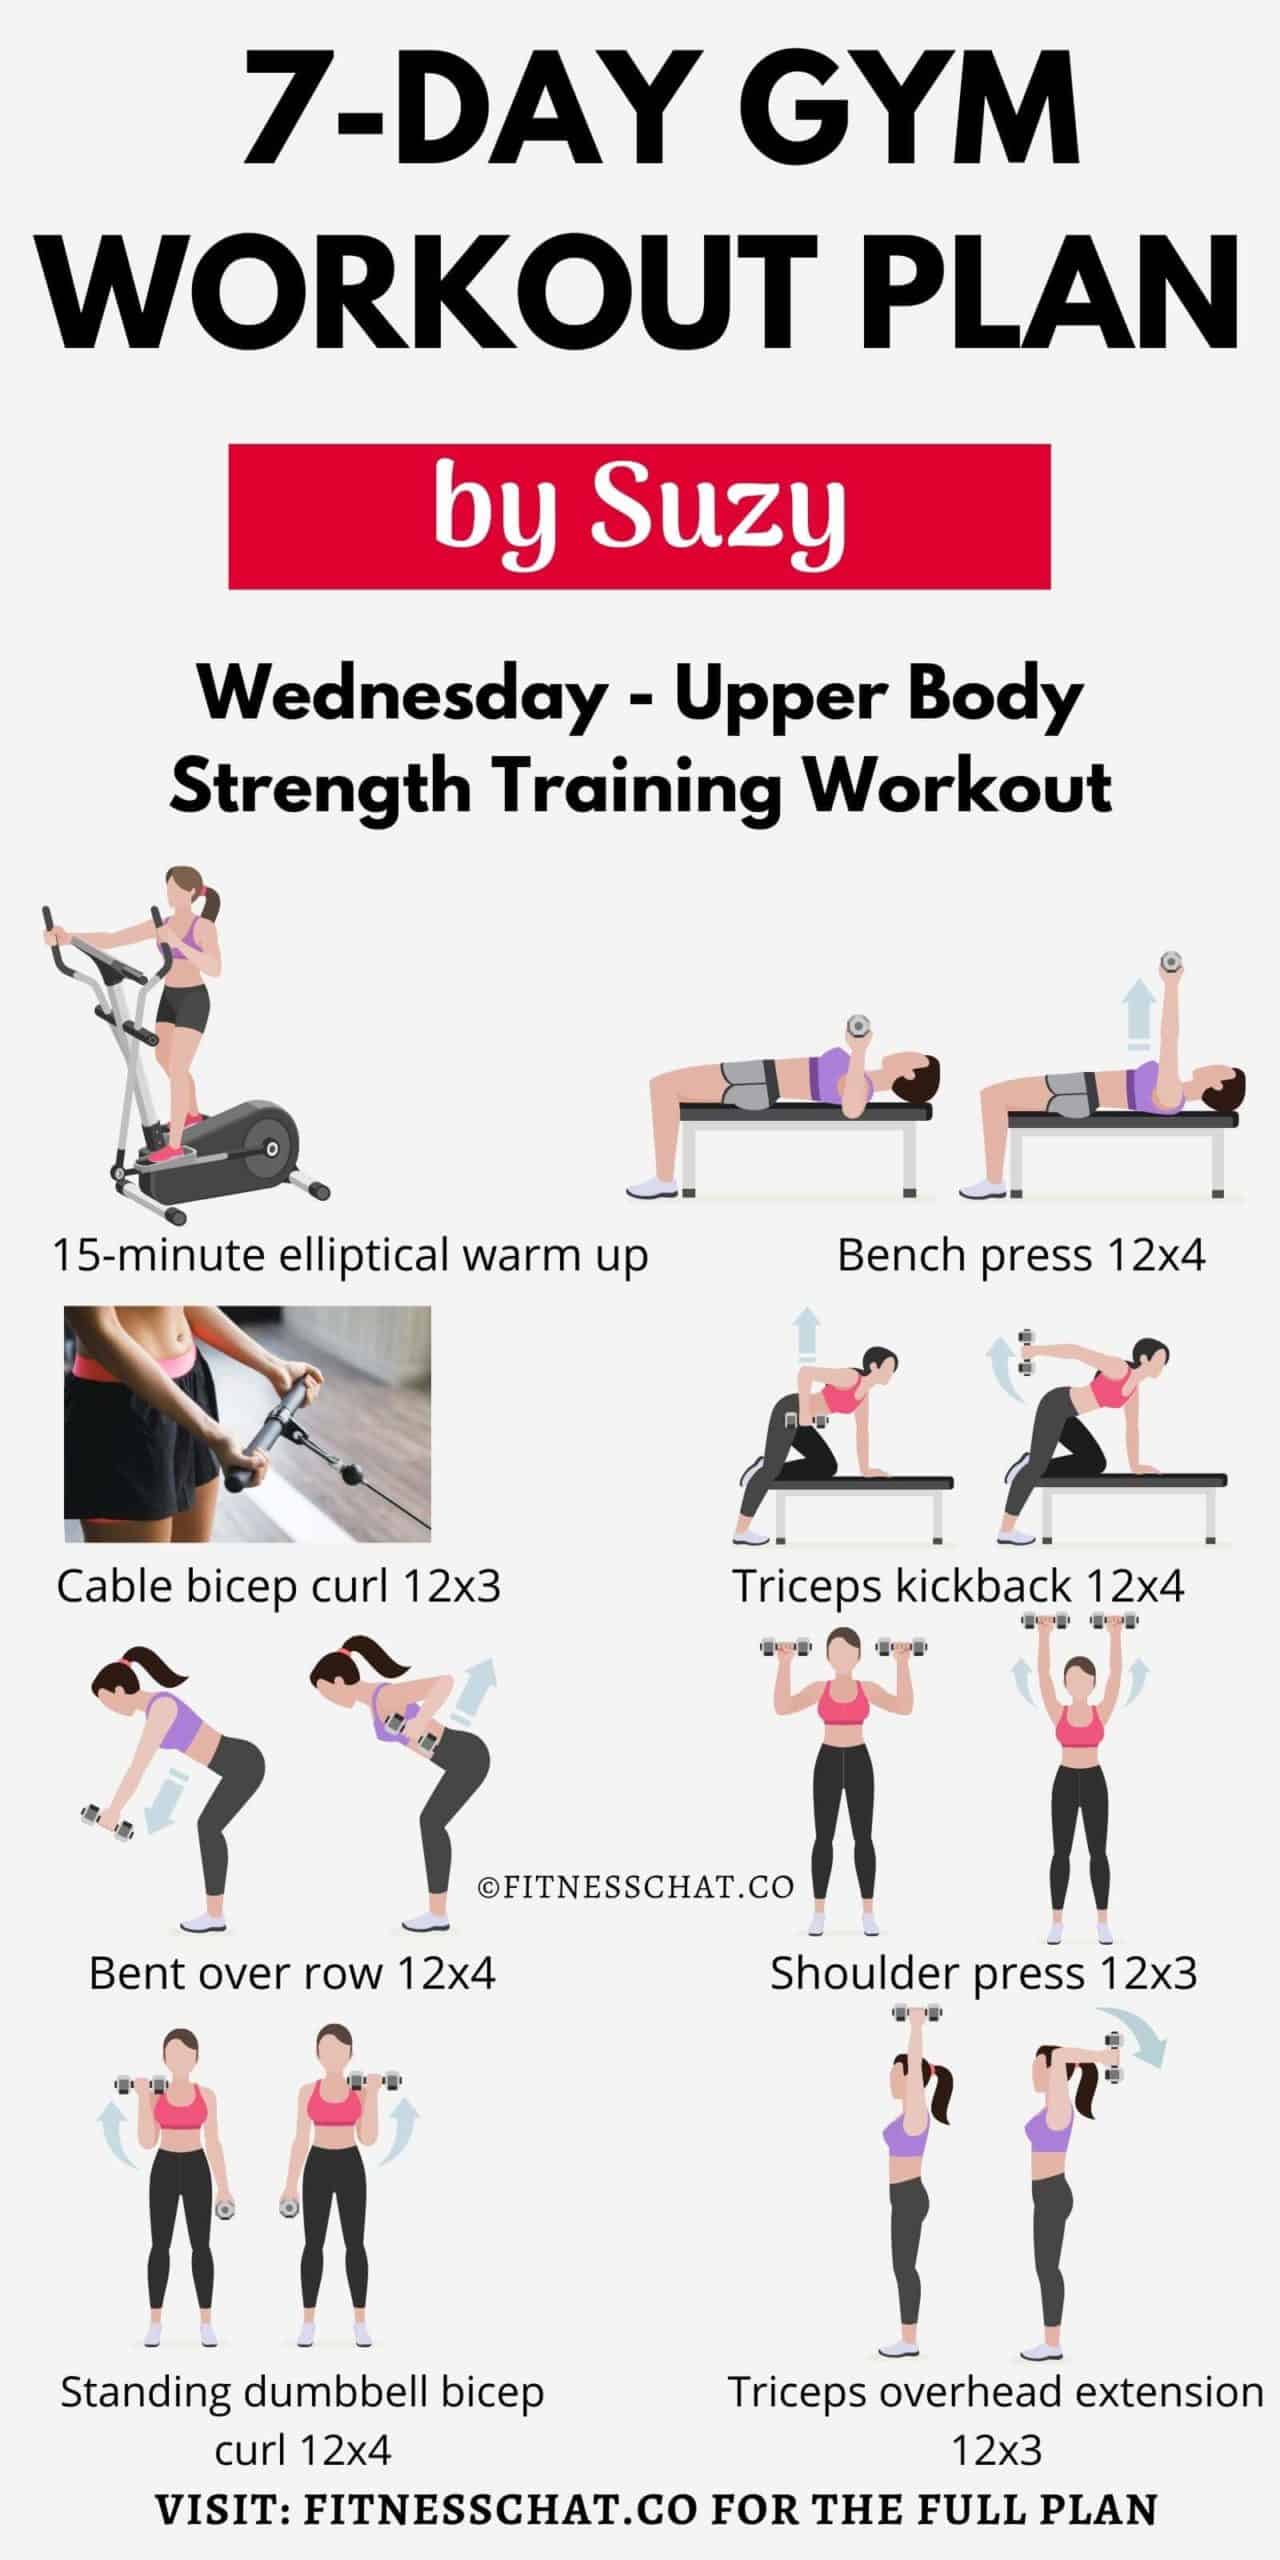 7-DAY GYM
WORKOUT PLAN
by Suzy
Wednesday - Upper Body
Strength Training Workout
15-minute elliptical warm up
Bench press 12x4
Cable bicep curl 12x3
Triceps kickback 12x4
©FITNESSCHAT.CO
Bent over row 12x4
Shoulder press 12x3
Standing dumbbell bicep
curl 12x4
Triceps overhead extension
12x3
VISIT: FITNESSCHAT.CO FOR THE FULL PLAN